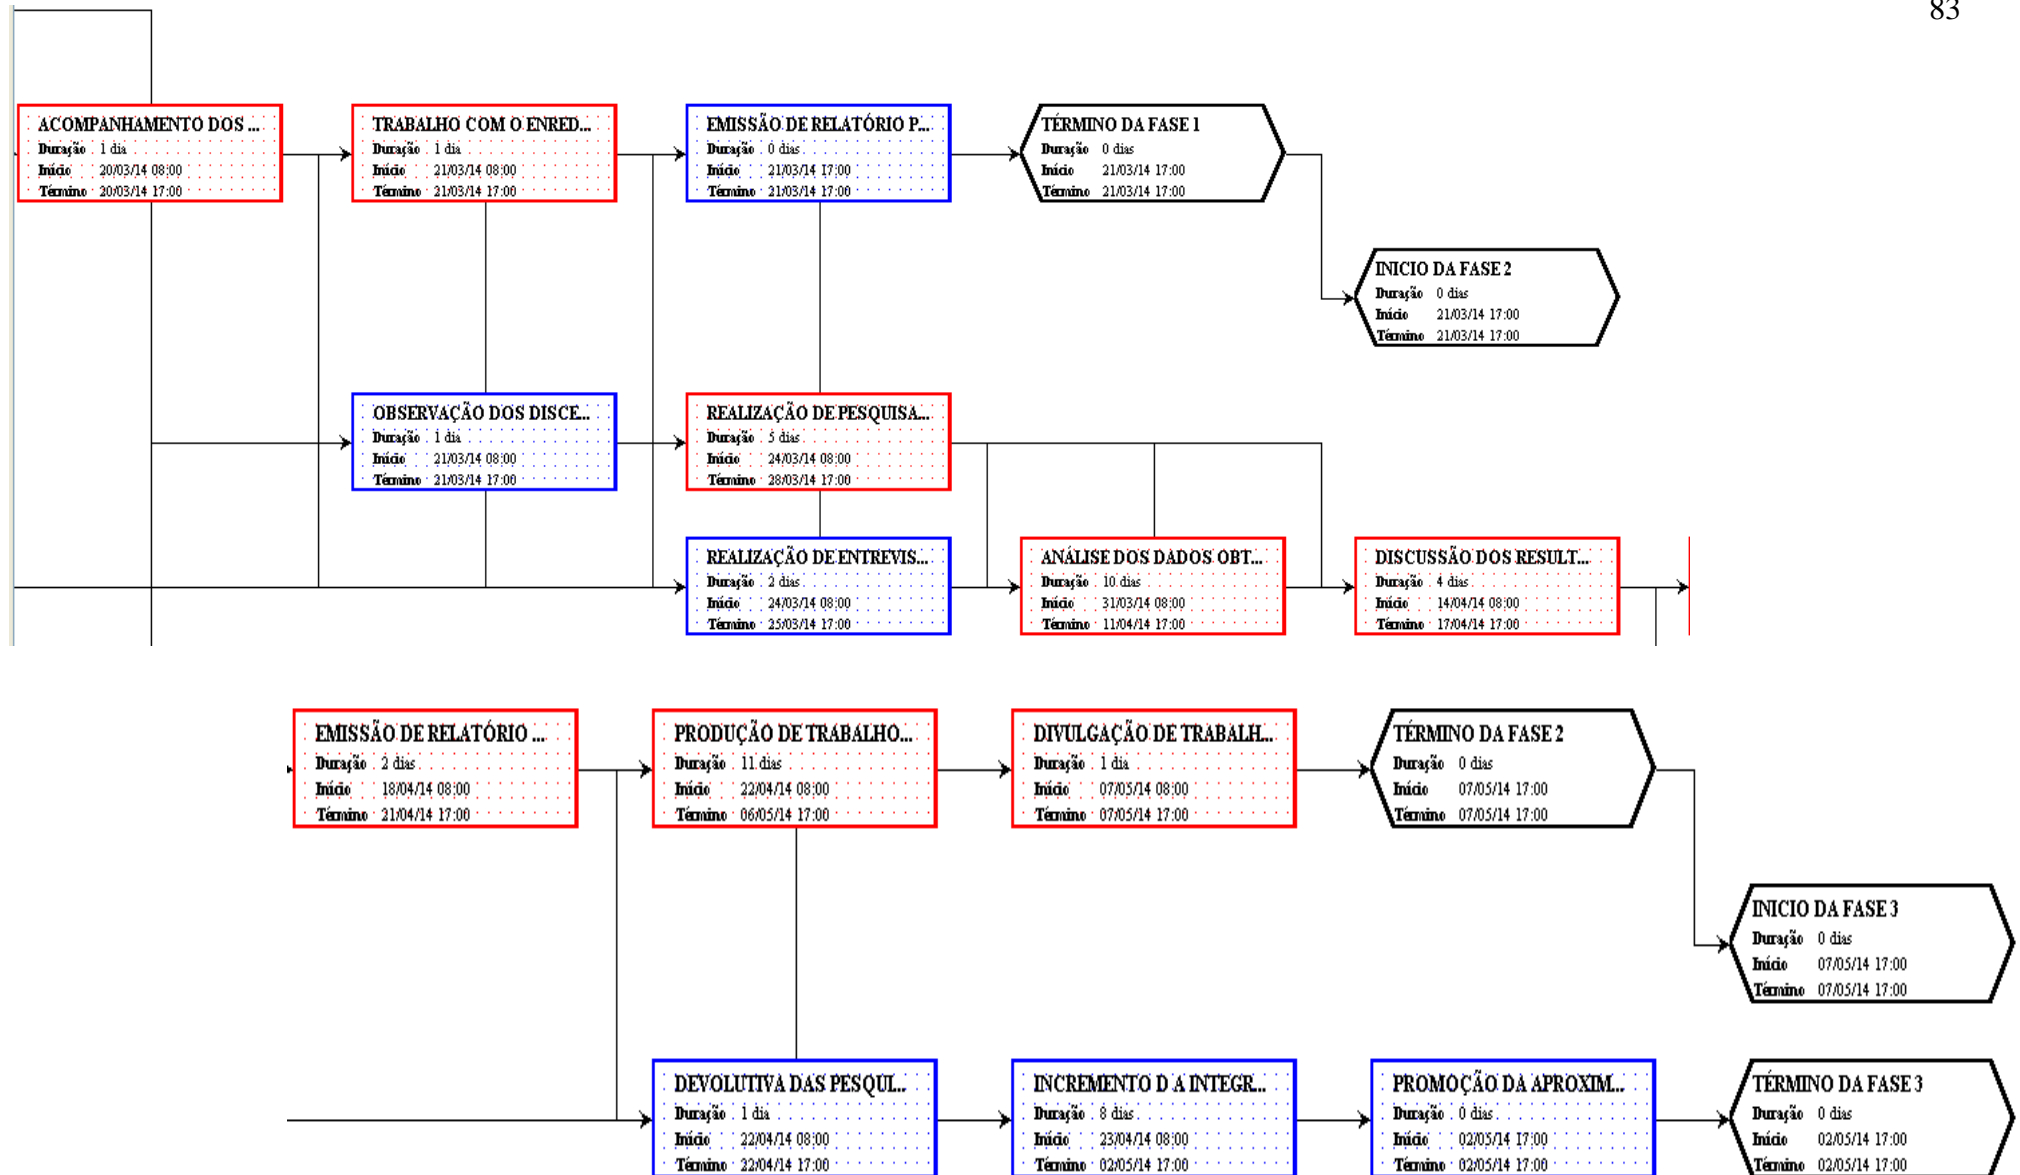 83
ACOMPANHAMENTO DOS ...
Duração 1 dia
Início 20/03/14 08:00
Término 20/03/14 17:00
TRABALHO COM O ENRED...
Duração 1 dia
Início 21/03/14 08:00
Término 21/03/14 17:00
EMISSÃO DE RELATÓRIO P...
Duração 0 dias
Início 21/03/14 17:00
Término 21/03/14 17:00
TÉRMINO DA FASE 1
Duração 0 dias
Início 21/03/14 17:00
Término 21/03/14 17:00
INICIO DA FASE 2
Duração 0 dias
Início 21/03/14 17:00
Término 21/03/14 17:00
OBSERVAÇÃO DOS DISCE...
Duração 1 dia
Início 21/03/14 08:00
Término 21/03/14 17:00
REALIZAÇÃO DE PESQUISA...
Duração 5 dias
Início 24/03/14 08:00
Término 28/03/14 17:00
REALIZAÇÃO DE ENTREVIS...
Duração 2 dias
Início 24/03/14 08:00
Término 25/03/14 17:00
ANÁLISE DOS DADOS OBT...
Duração 10 dias
Início 31/03/14 08:00
Término 11/04/14 17:00
DISCUSSÃO DOS RESULT...
Duração 4 dias
Início 14/04/14 08:00
Término 17/04/14 17:00
EMISSÃO DE RELATÓRIO ...
Duração 2 dias
Início 18/04/14 08:00
Término 21/04/14 17:00
PRODUÇÃO DE TRABALHO...
Duração 11 dias
Início 22/04/14 08:00
Término 06/05/14 17:00
DIVULGAÇÃO DE TRABALH...
Duração 1 dia
Início 07/05/14 08:00
Término 07/05/14 17:00
TÉRMINO DA FASE 2
Duração 0 dias
Início 07/05/14 17:00
Término 07/05/14 17:00
INICIO DA FASE 3
Duração 0 dias
Início 07/05/14 17:00
Término 07/05/14 17:00
DEVOLUTIVA DAS PESQUI...
Duração 1 dia
Início 22/04/14 08:00
Término 22/04/14 17:00
INCREMENTO D A INTEGR...
Duração 8 dias
Início 23/04/14 08:00
Término 02/05/14 17:00
PROMOÇÃO DA APROXIM...
Duração 0 dias
Início 02/05/14 17:00
Término 02/05/14 17:00
TÉRMINO DA FASE 3
Duração 0 dias
Início 02/05/14 17:00
Término 02/05/14 17:00